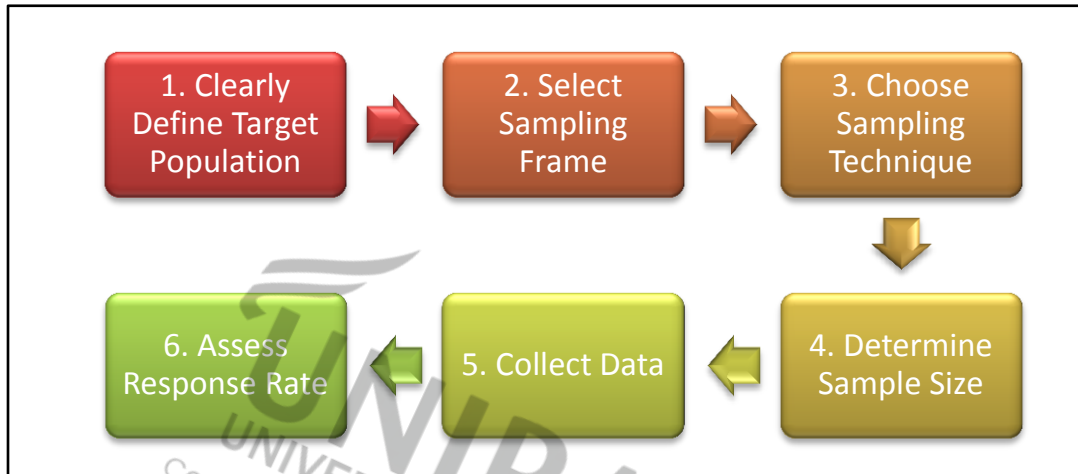 1. Clearly
Define Target
Population
2. Select
Sampling
Frame
3. Choose
Sampling
Technique
4. Determine
Sample Size
5. Collect Data
6. Assess
Response Rate